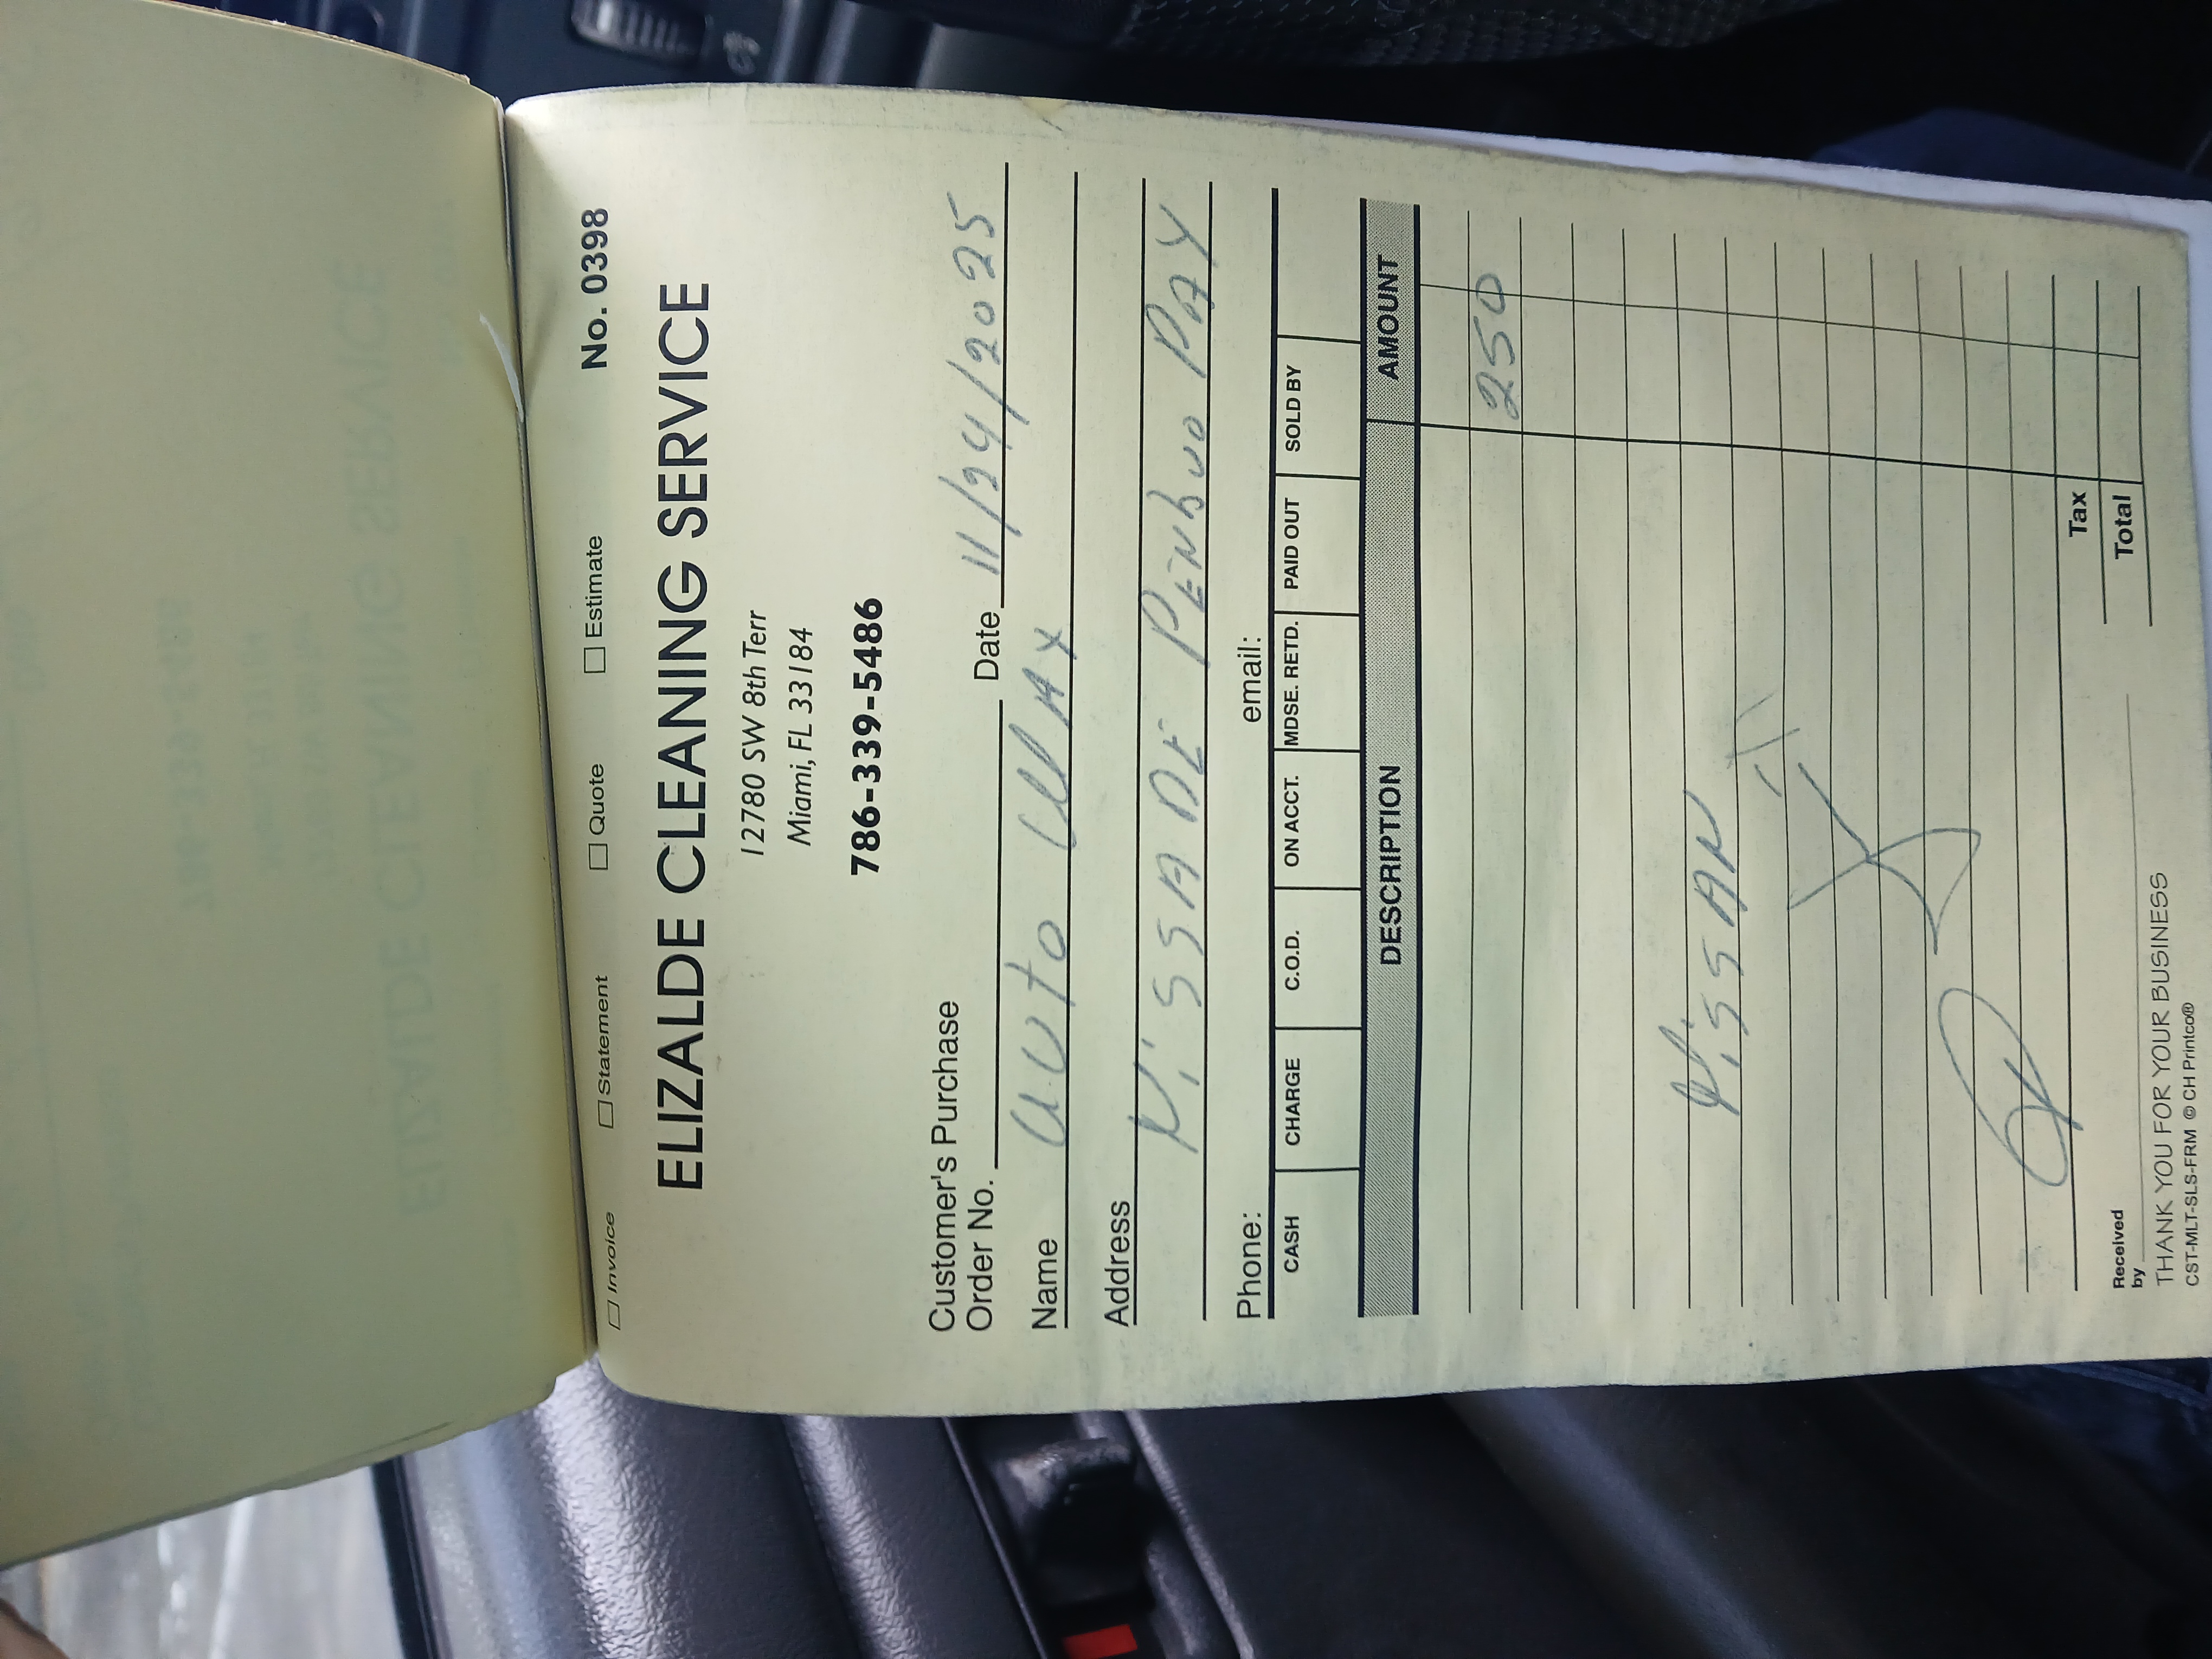 ☐ Invoice ☐ Statement ☐ Quote ☐ Estimate No. 0398
ELIZALDE CLEANING SERVICE
12780 SW 8th Terr
Miami, FL 33184
786-339-5486
Customer's Purchase
Order No. Date 11/24/2025
Name Auto
Address
NiSSAN DE PAY
Phone: email:
CASH CHARGE C.O.D. ON ACCT. MDSE. RETD. PAID OUT SOLD BY
DESCRIPTION AMOUNT
250
NiSSAN
Tax
Total
Received
by
THANK YOU FOR YOUR BUSINESS
CST-MLT-SLS-FRM © CH Printco®